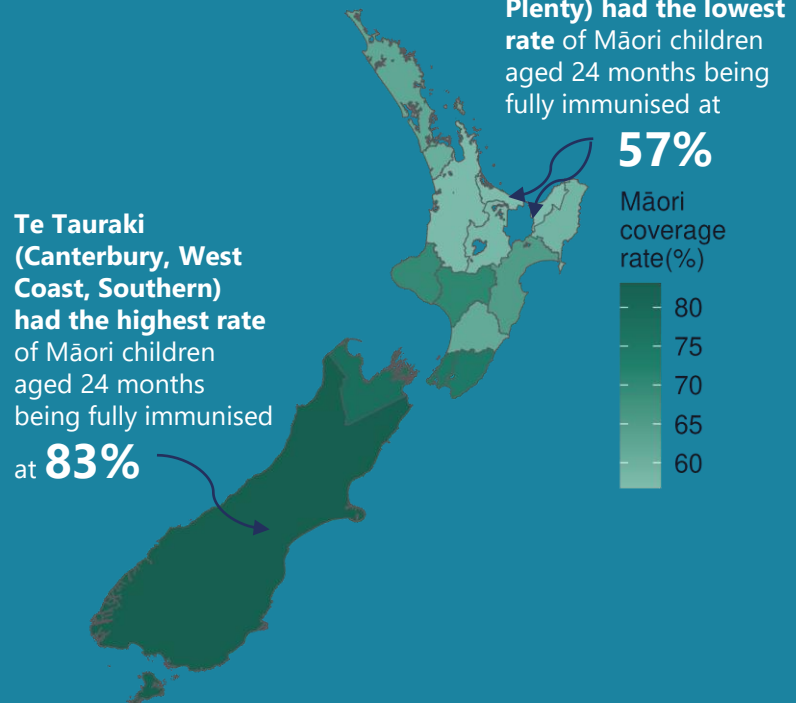 Plenty) had the lowest
rate of Māori children
aged 24 months being
fully immunised at
57%
Māori
coverage
rate(%)
80
75
70
65
60
Te Tauraki
(Canterbury, West
Coast, Southern)
had the highest rate
of Māori children
aged 24 months
being fully immunised
at 83%